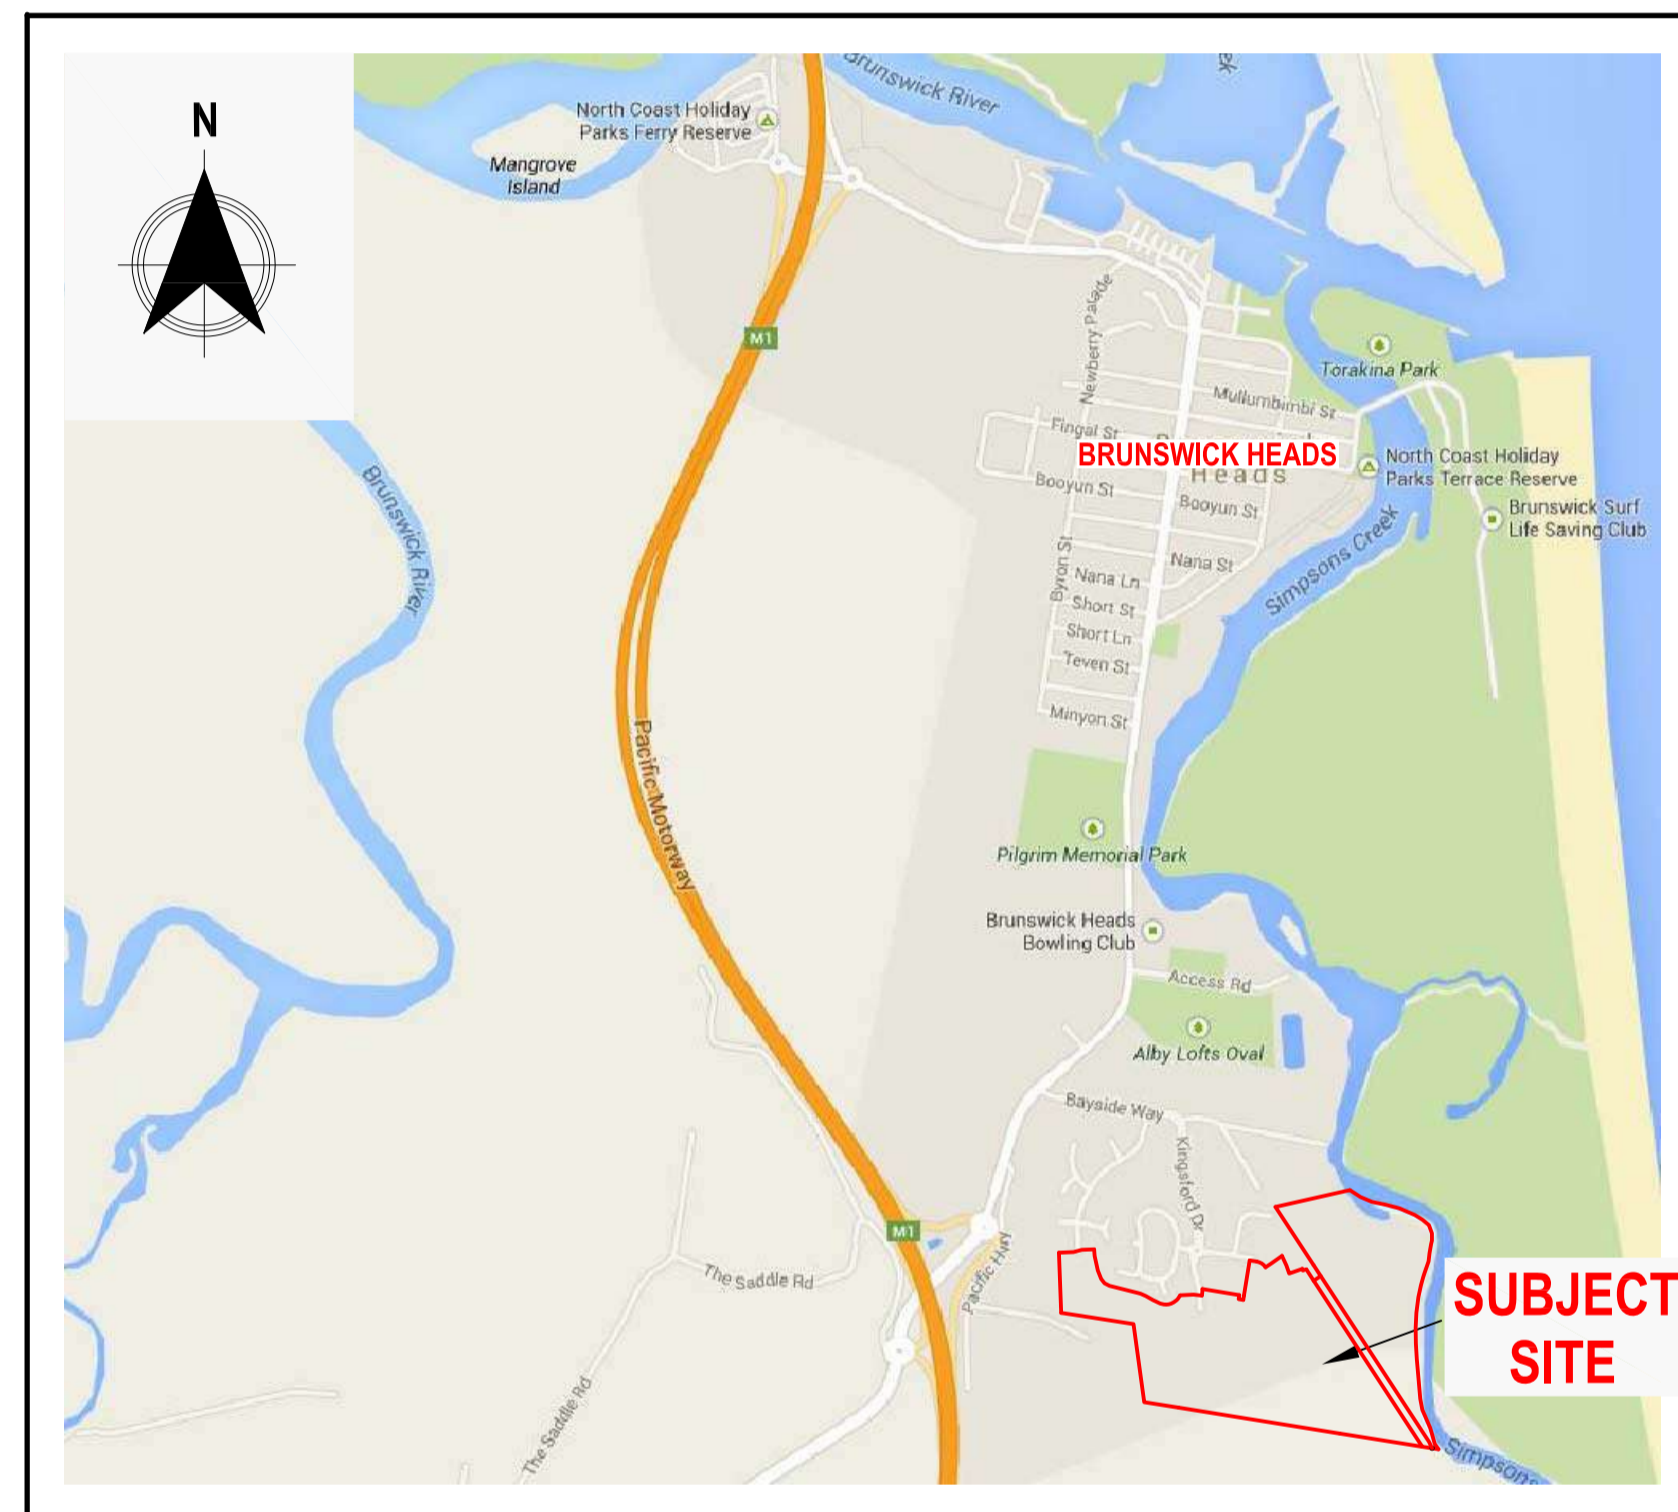 N
Brunswick River
ek
North Coast Holiday
Parks Ferry Reserve
Mangrove
Island
M1
Newberry Palade
Torakina Park
Mullumbimbi St
Fingal St
BRUNSWICK HEADS
Heads
North Coast Holiday
Parks Terrace Reserve
Booyun St
Booyun St
Brunswick Surf
Life Saving Club
Brunswick River
Simpsons Creek
Byron St
Nana St
Nana Ln
Short St
Short Ln
Teven St
Minyon St
Pacific Motorway
Pilgrim Memorial Park
Brunswick Heads
Bowling Club
Access Rd
Alby Lofts Oval
Bayside Way
Kingsford Dr
M1
Pacific Hwy
The Saddle Rd
SUBJECT
SITE
The Saddle Rd
Simpsons